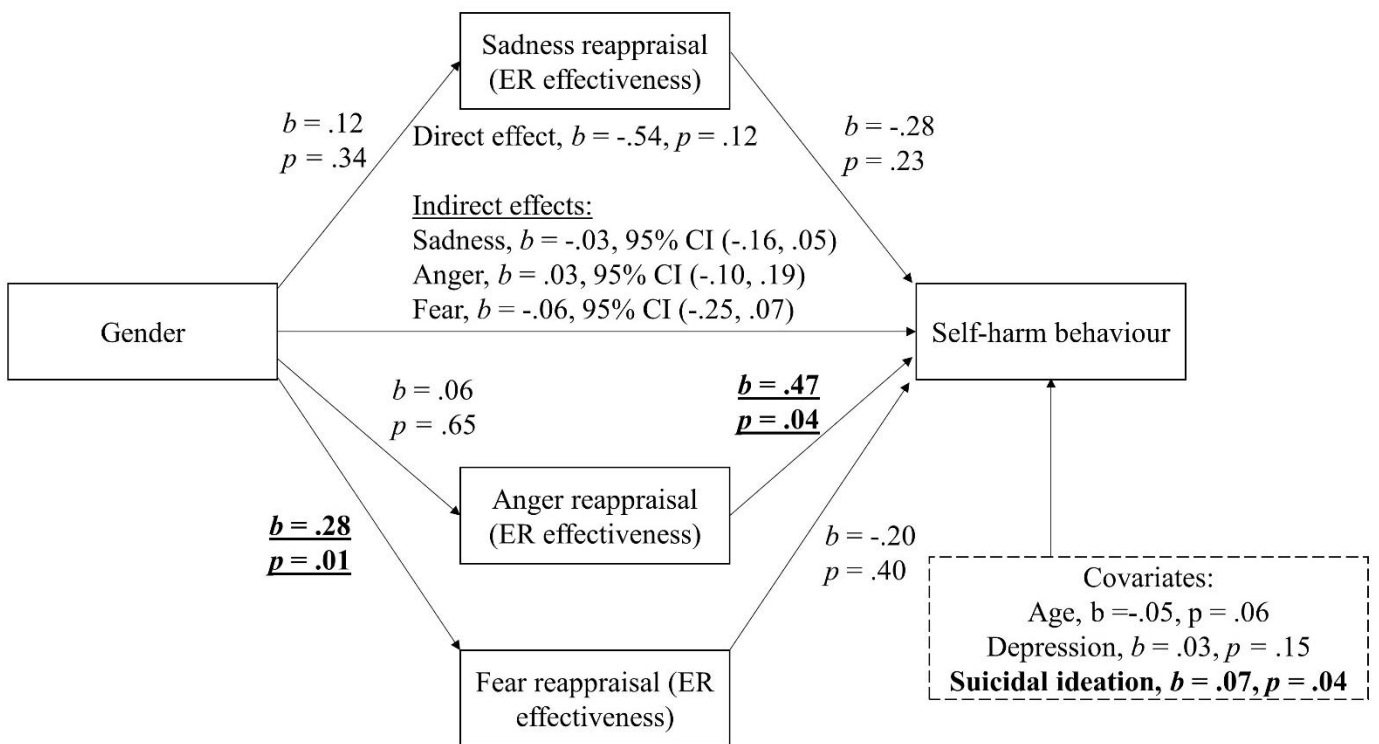 Sadness reappraisal
(ER effectiveness)
b = .12
p = .34
Direct effect, b = -.54, p = .12
b = -.28
p = .23
Indirect effects:
Sadness, b = -.03, 95% CI (-.16, .05)
Anger, b = .03, 95% CI (-.10, .19)
Fear, b = -.06, 95% CI (-.25, .07)
Gender
Self-harm behaviour
b = .06
p = .65
b = .47
p = .04
Anger reappraisal
(ER effectiveness)
b = .28
p = .01
b = -.20
p = .40
Fear reappraisal (ER
effectiveness)
Covariates:
Age, b =-.05, p = .06
Depression, b = .03, p = .15
Suicidal ideation, b = .07, p = .04